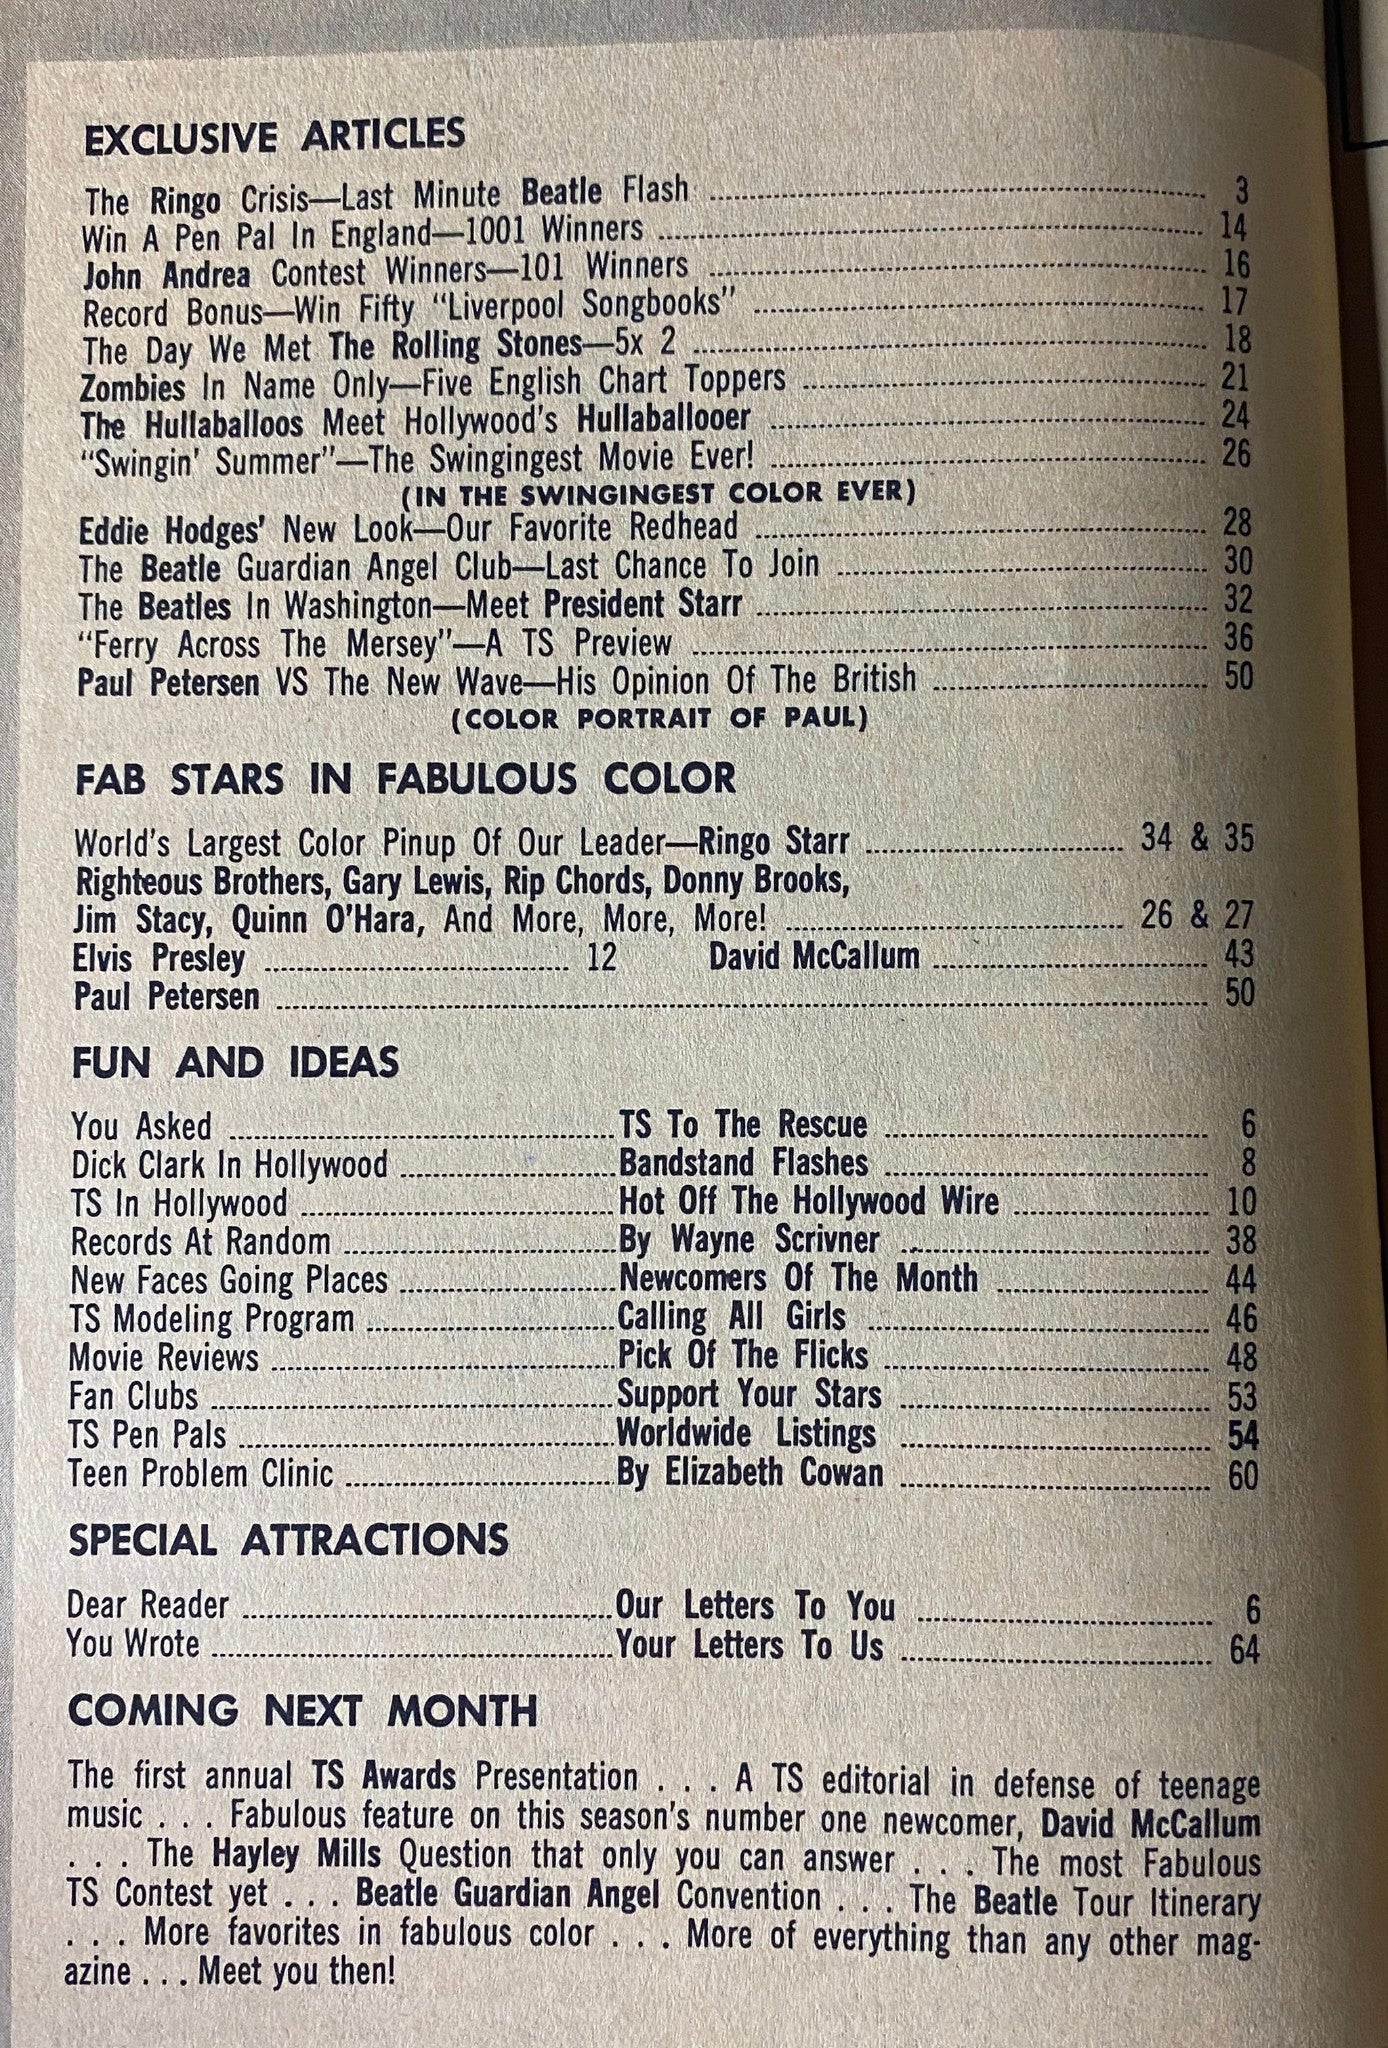 EXCLUSIVE ARTICLES
The Ringo Crisis—Last Minute Beatle Flash ........ 3
Win A Pen Pal In England—1001 Winners ........ 14
John Andrea Contest Winners—101 Winners ........ 16
Record Bonus—Win Fifty "Liverpool Songbooks" ........ 17
The Day We Met The Rolling Stones—5x 2 ........ 18
Zombies In Name Only—Five English Chart Toppers ........ 21
The Hullaballoos Meet Hollywood's Hullaballooer ........ 24
"Swingin' Summer"—The Swingingest Movie Ever! ........ 26
(IN THE SWINGINGEST COLOR EVER)
Eddie Hodges' New Look—Our Favorite Redhead ........ 28
The Beatle Guardian Angel Club—Last Chance To Join ........ 30
The Beatles In Washington—Meet President Starr ........ 32
"Ferry Across The Mersey"—A TS Preview ........ 36
Paul Petersen VS The New Wave—His Opinion Of The British ........ 50
(COLOR PORTRAIT OF PAUL)
FAB STARS IN FABULOUS COLOR
World's Largest Color Pinup Of Our Leader—Ringo Starr ........ 34 & 35
Righteous Brothers, Gary Lewis, Rip Chords, Donny Brooks,
Jim Stacy, Quinn O'Hara, And More, More, More! ........ 26 & 27
Elvis Presley ........ 12 David McCallum ........ 43
Paul Petersen ........ 50
FUN AND IDEAS
You Asked ........ TS To The Rescue ........ 6
Dick Clark In Hollywood ........ Bandstand Flashes ........ 8
TS In Hollywood ........ Hot Off The Hollywood Wire ........ 10
Records At Random ........ By Wayne Scrivner ........ 38
New Faces Going Places ........ Newcomers Of The Month ........ 44
TS Modeling Program ........ Calling All Girls ........ 46
Movie Reviews ........ Pick Of The Flicks ........ 48
Fan Clubs ........ Support Your Stars ........ 53
TS Pen Pals ........ Worldwide Listings ........ 54
Teen Problem Clinic ........ By Elizabeth Cowan ........ 60
SPECIAL ATTRACTIONS
Dear Reader ........ Our Letters To You ........ 6
You Wrote ........ Your Letters To Us ........ 64
COMING NEXT MONTH
The first annual TS Awards Presentation . . . A TS editorial in defense of teenage
music . . . Fabulous feature on this season's number one newcomer, David McCallum
. . . The Hayley Mills Question that only you can answer . . . The most Fabulous
TS Contest yet . . . Beatle Guardian Angel Convention . . . The Beatle Tour Itinerary
. . . More favorites in fabulous color . . . More of everything than any other mag-
azine . . . Meet you then!